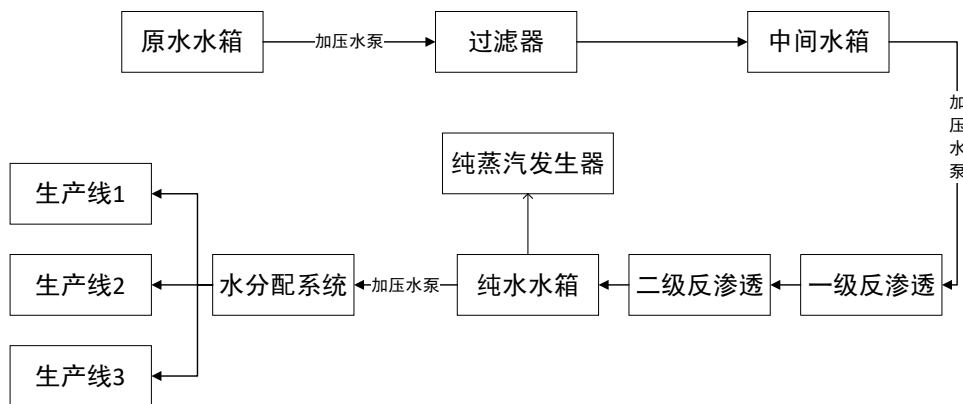 原水水箱
加压水泵
过滤器
中间水箱
加压水泵
纯蒸汽发生器
生产线1
生产线2
水分配系统
加压水泵
纯水水箱
二级反渗透
一级反渗透
生产线3